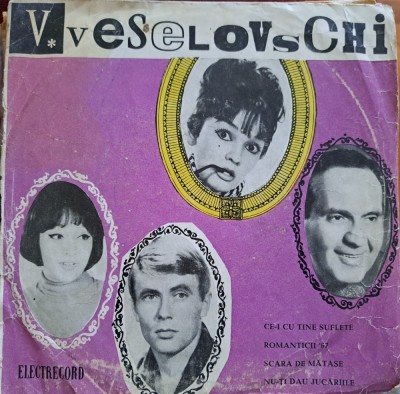 V. VESELOVSCHI
CE-I CU TINE SUFLETE
ROMANTICII '67
SCARA DE MĂTASE
NU-ȚI DAU JUCĂRIILE
ELECTRECORD